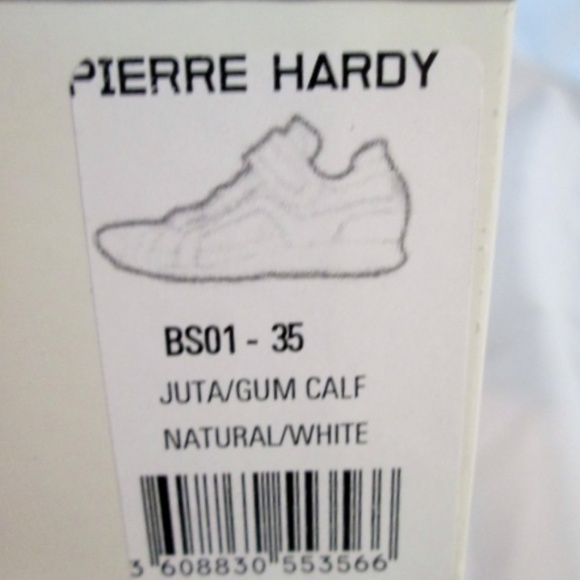 PIERRE HARDY
BS01 - 35
JUTA/GUM CALF
NATURAL/WHITE
3 608830 553566